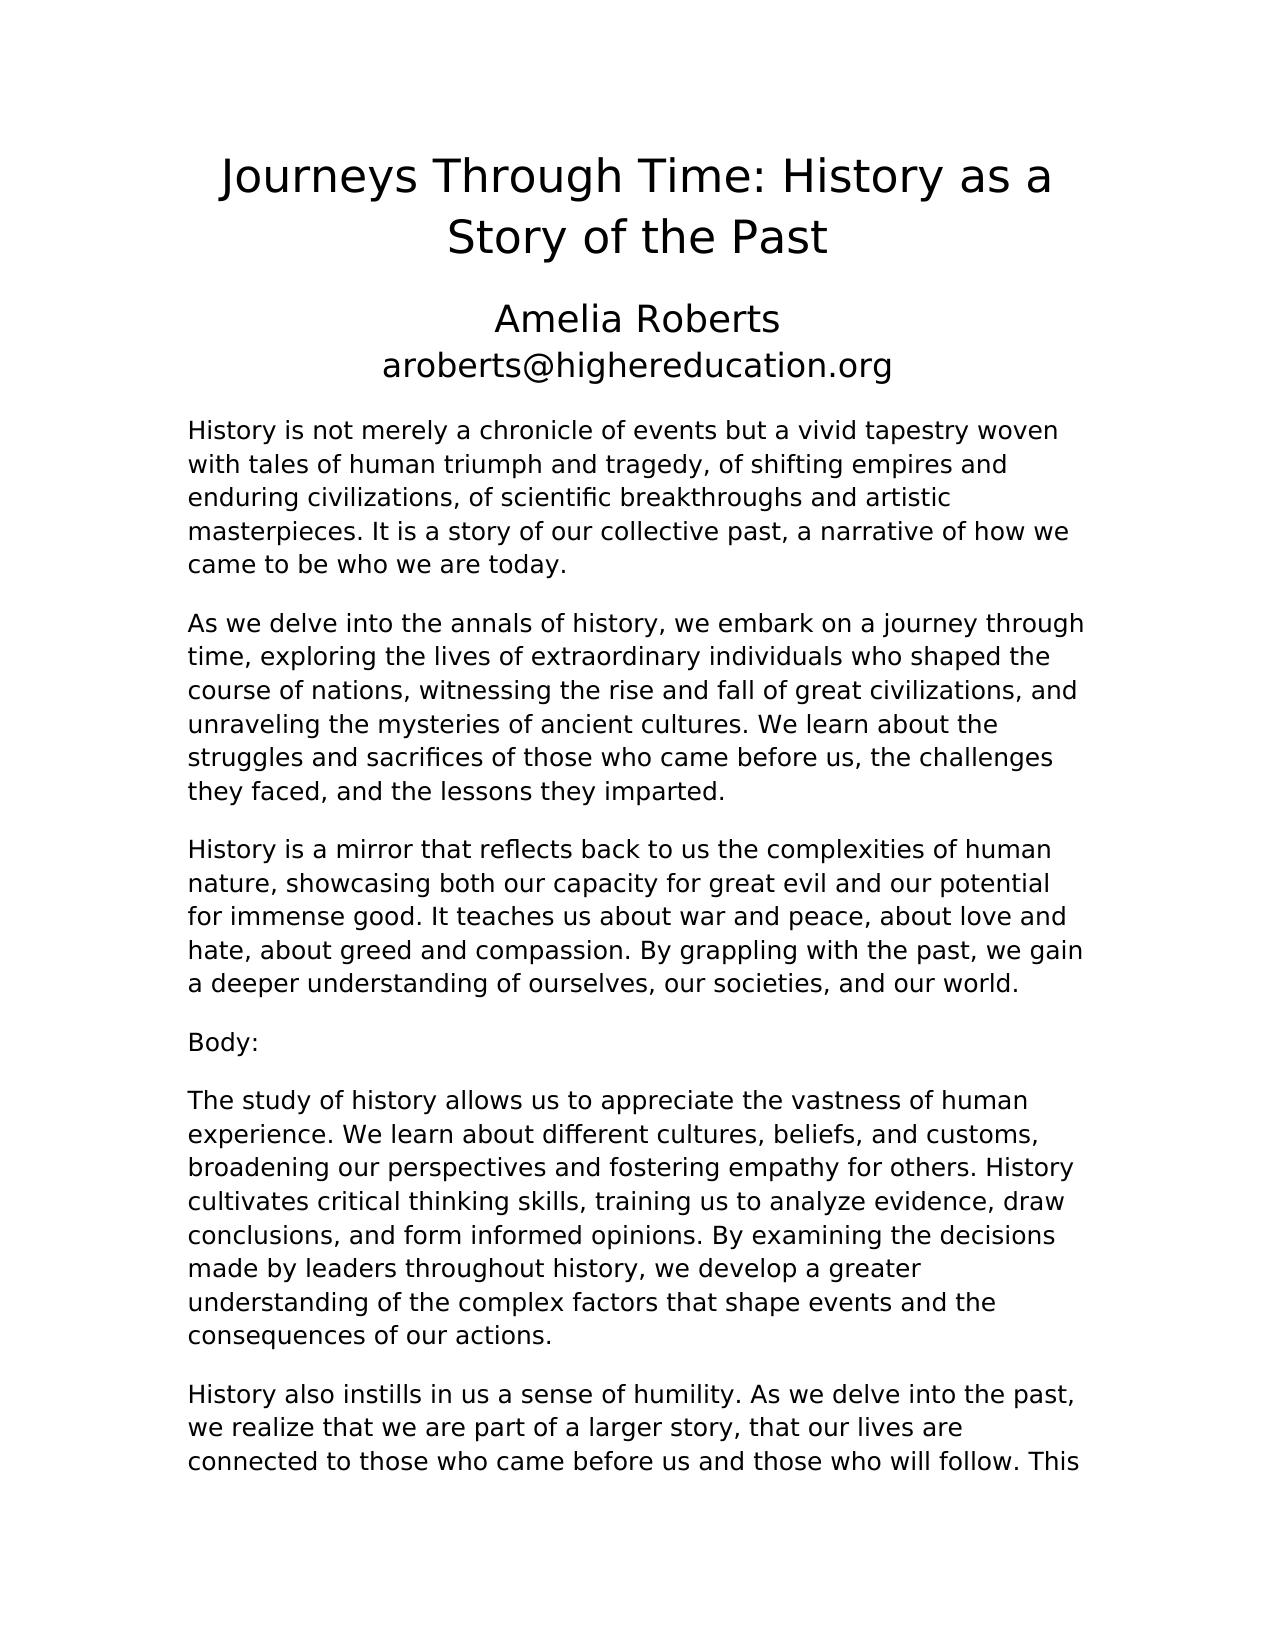 Journeys Through Time: History as a
Story of the Past
Amelia Roberts
aroberts@highereducation.org
History is not merely a chronicle of events but a vivid tapestry woven
with tales of human triumph and tragedy, of shifting empires and
enduring civilizations, of scientific breakthroughs and artistic
masterpieces. It is a story of our collective past, a narrative of how we
came to be who we are today.
As we delve into the annals of history, we embark on a journey through
time, exploring the lives of extraordinary individuals who shaped the
course of nations, witnessing the rise and fall of great civilizations, and
unraveling the mysteries of ancient cultures. We learn about the
struggles and sacrifices of those who came before us, the challenges
they faced, and the lessons they imparted.
History is a mirror that reflects back to us the complexities of human
nature, showcasing both our capacity for great evil and our potential
for immense good. It teaches us about war and peace, about love and
hate, about greed and compassion. By grappling with the past, we gain
a deeper understanding of ourselves, our societies, and our world.
Body:
The study of history allows us to appreciate the vastness of human
experience. We learn about different cultures, beliefs, and customs,
broadening our perspectives and fostering empathy for others. History
cultivates critical thinking skills, training us to analyze evidence, draw
conclusions, and form informed opinions. By examining the decisions
made by leaders throughout history, we develop a greater
understanding of the complex factors that shape events and the
consequences of our actions.
History also instills in us a sense of humility. As we delve into the past,
we realize that we are part of a larger story, that our lives are
connected to those who came before us and those who will follow. This